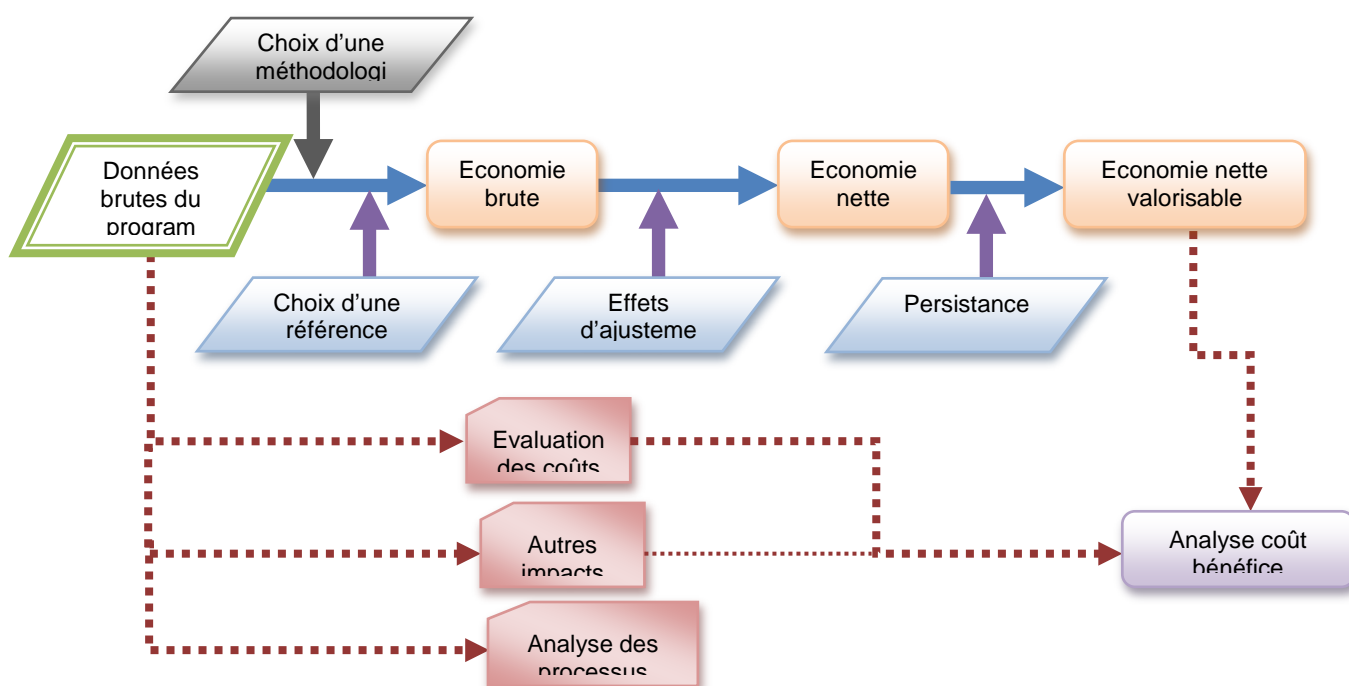 Choix d'une
méthodologi
Données
brutes du
program
Economie
brute
Economie
nette
Economie nette
valorisable
Choix d'une
référence
Effets
d'ajusteme
Persistance
Evaluation
des coûts
Autres
impacts
Analyse des
processus
Analyse coût
bénéfice